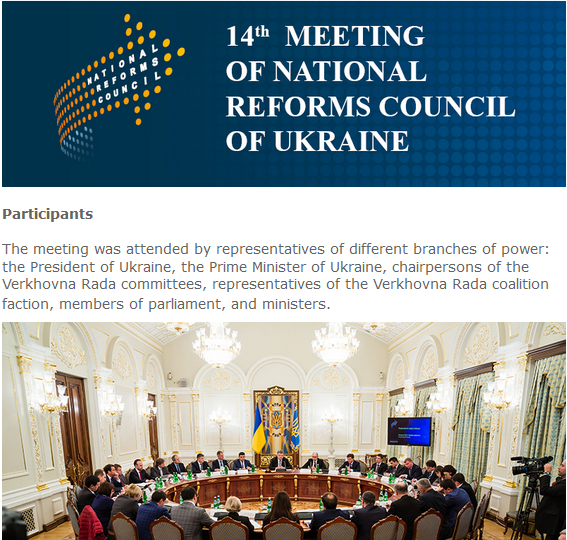 NATIONAL
REFORMS
COUNCIL
14th MEETING
OF NATIONAL
REFORMS COUNCIL
OF UKRAINE
Participants
The meeting was attended by representatives of different branches of power:
the President of Ukraine, the Prime Minister of Ukraine, chairpersons of the
Verkhovna Rada committees, representatives of the Verkhovna Rada coalition
faction, members of parliament, and ministers.